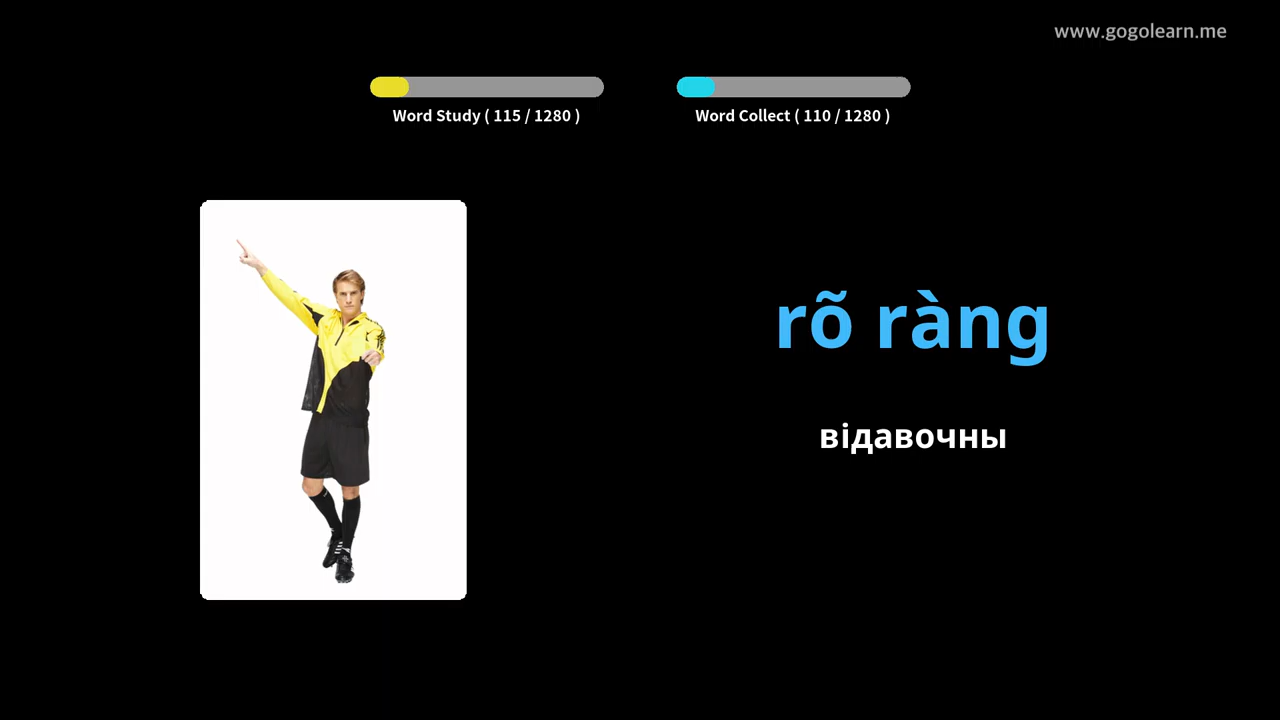 www.gogolearn.me
Word Study ( 115 / 1280 )
Word Collect ( 110 / 1280 )
rõ ràng
відавочны